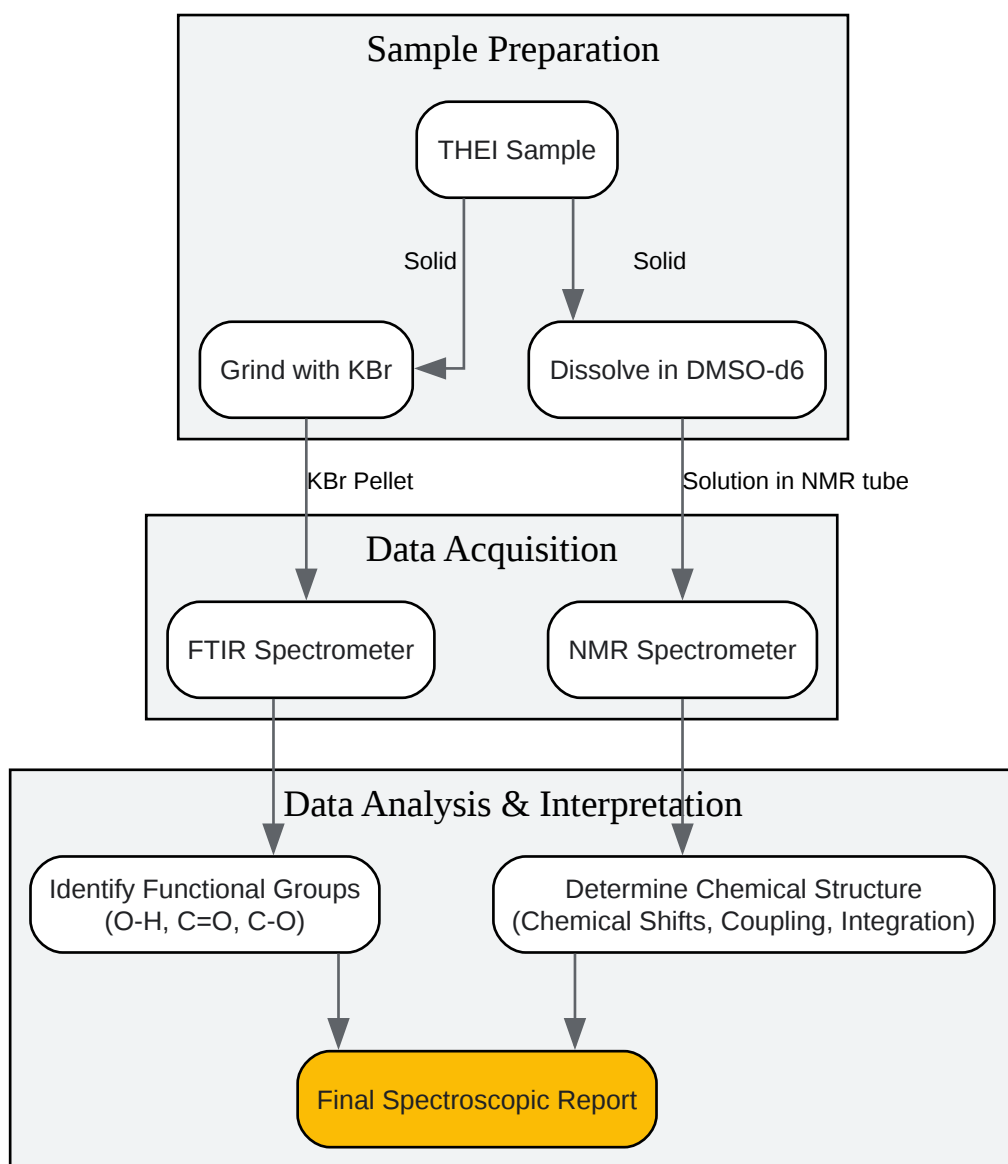 Sample Preparation
THEI Sample
Solid
Solid
Grind with KBr
Dissolve in DMSO-d6
KBr Pellet
Solution in NMR tube
Data Acquisition
FTIR Spectrometer
NMR Spectrometer
Data Analysis & Interpretation
Identify Functional Groups
(O-H, C=O, C-O)
Determine Chemical Structure
(Chemical Shifts, Coupling, Integration)
Final Spectroscopic Report